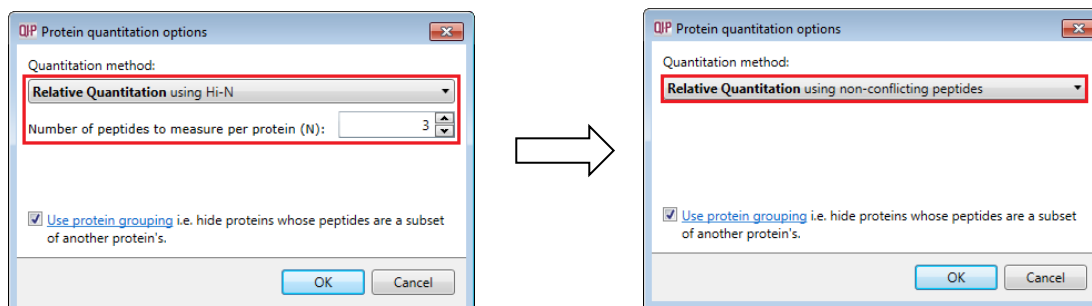 QIP Protein quantitation options
Quantitation method:
Relative Quantitation using Hi-N
Number of peptides to measure per protein (N): 3
Use protein grouping i.e. hide proteins whose peptides are a subset
of another protein's.
OK Cancel
QIP Protein quantitation options
Quantitation method:
Relative Quantitation using non-conflicting peptides
Use protein grouping i.e. hide proteins whose peptides are a subset
of another protein's.
OK Cancel